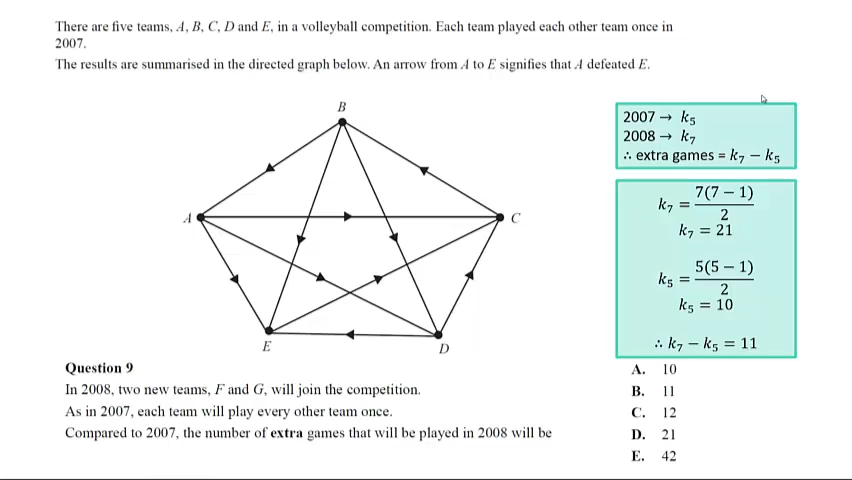 There are five teams, A, B, C, D and E, in a volleyball competition. Each team played each other team once in
2007.
The results are summarised in the directed graph below. An arrow from A to E signifies that A defeated E.
B
A
C
E
D
2007 → k₅
2008 → k₇
∴ extra games = k₇ − k₅
k₇ = 7(7 − 1)/2
k₇ = 21
k₅ = 5(5 − 1)/2
k₅ = 10
∴ k₇ − k₅ = 11
Question 9
In 2008, two new teams, F and G, will join the competition.
As in 2007, each team will play every other team once.
Compared to 2007, the number of extra games that will be played in 2008 will be
A. 10
B. 11
C. 12
D. 21
E. 42